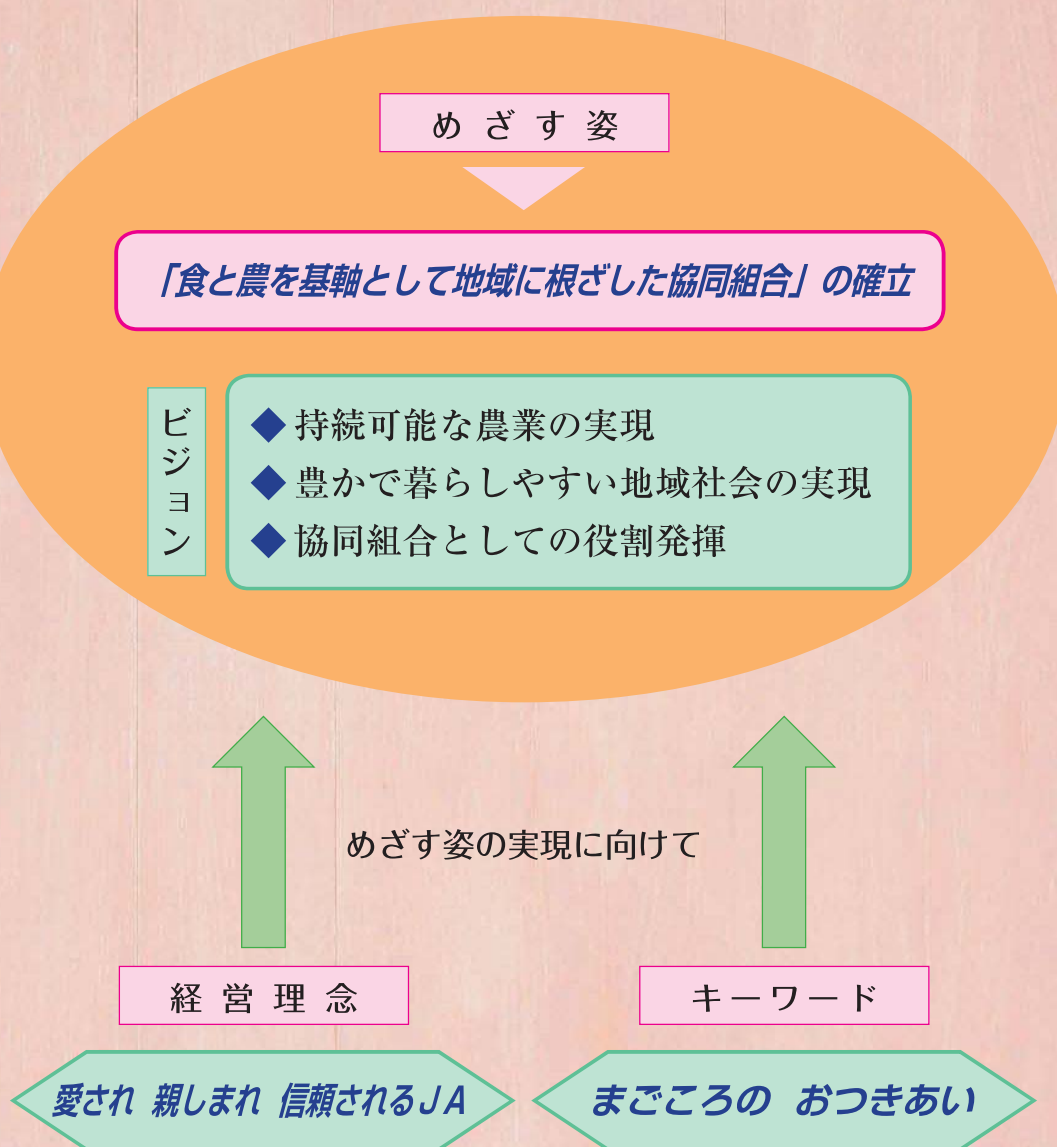 めざす姿
「食と農を基軸として地域に根ざした協同組合」の確立
ビジョン
◆持続可能な農業の実現
◆豊かで暮らしやすい地域社会の実現
◆協同組合としての役割発揮
めざす姿の実現に向けて
経営理念
キーワード
愛され 親しまれ 信頼されるJA
まごころの おつきあい